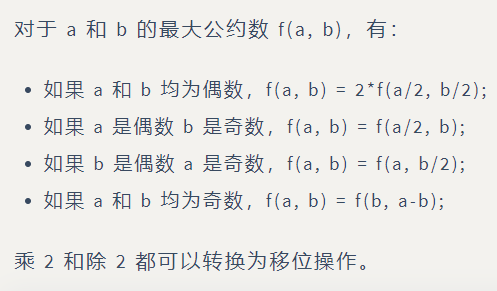 对于 a 和 b 的最大公约数 f(a, b)，有：
• 如果 a 和 b 均为偶数，f(a, b) = 2*f(a/2, b/2);
• 如果 a 是偶数 b 是奇数，f(a, b) = f(a/2, b);
• 如果 b 是偶数 a 是奇数，f(a, b) = f(a, b/2);
• 如果 a 和 b 均为奇数，f(a, b) = f(b, a-b);
乘 2 和除 2 都可以转换为移位操作。